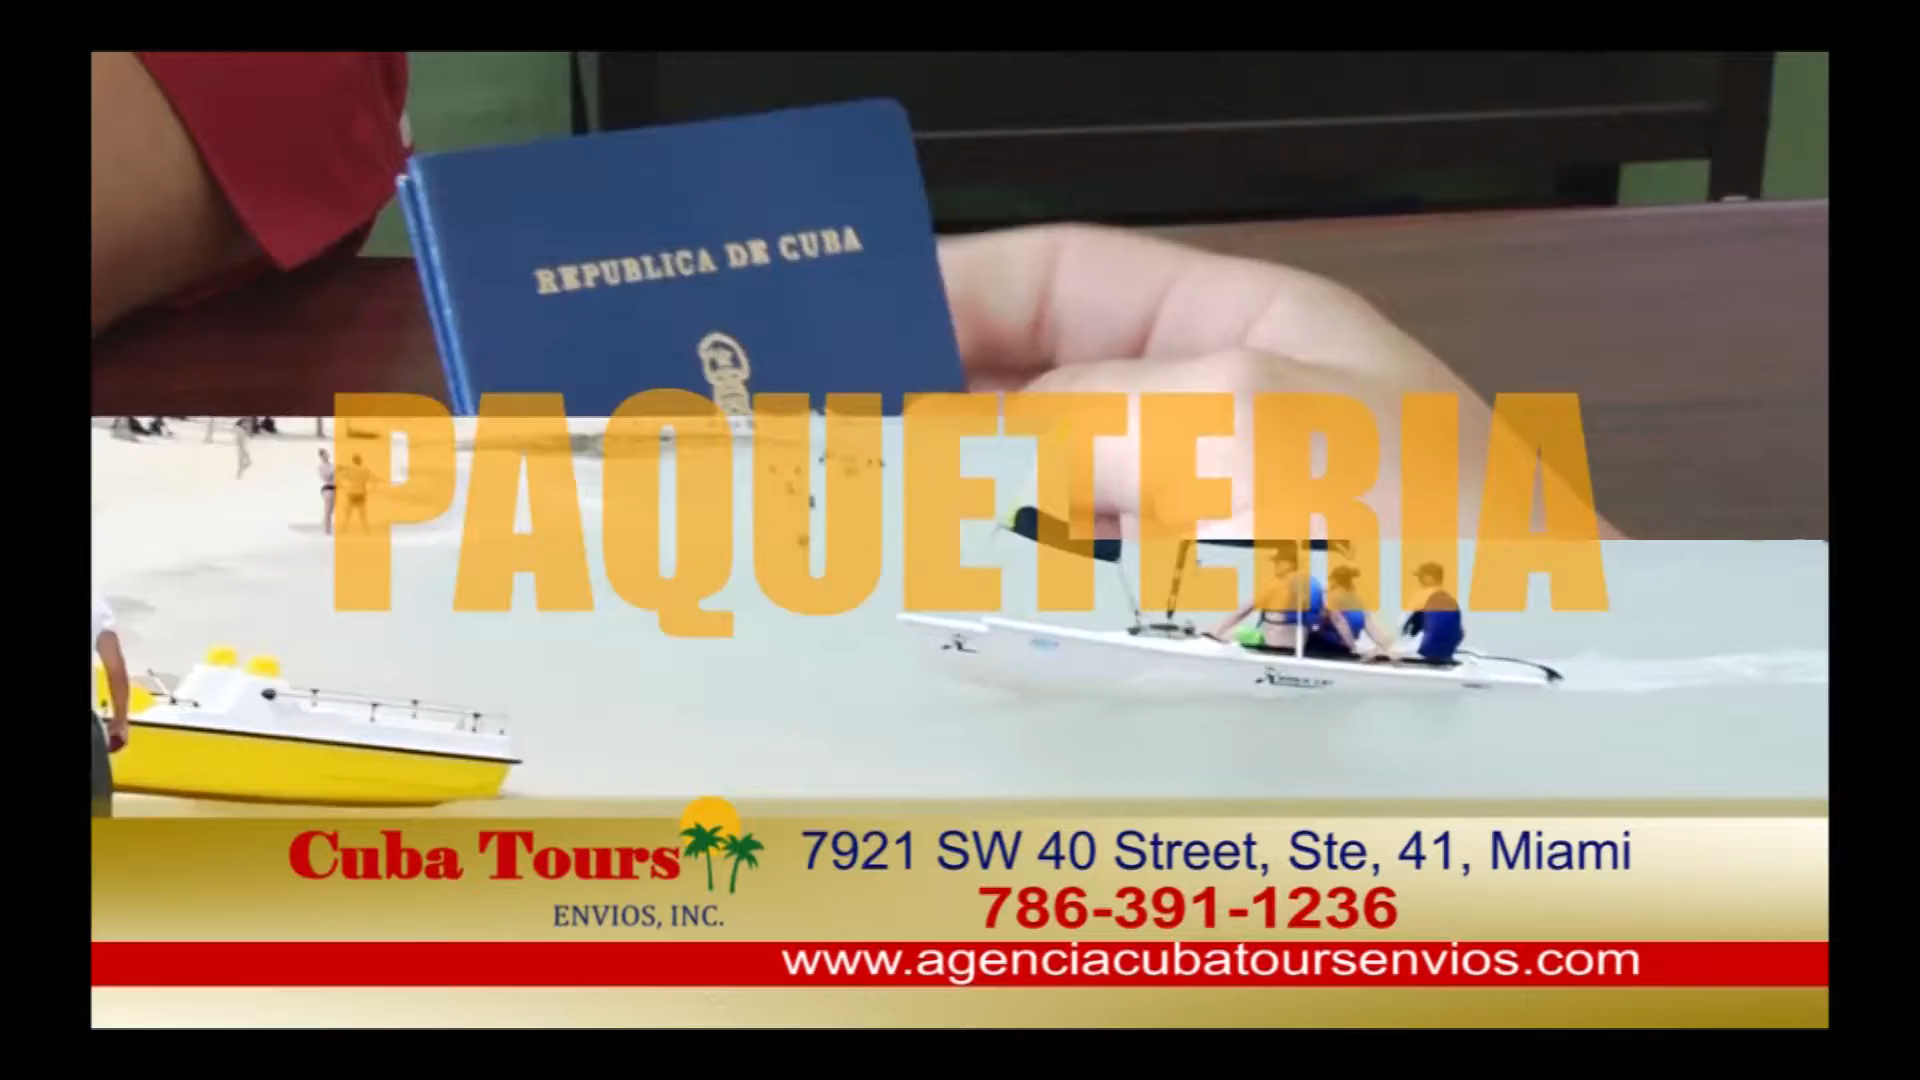 REPUBLICA DE CUBA
PAQUETERIA
Cuba Tours
ENVIOS, INC.
7921 SW 40 Street, Ste, 41, Miami
786-391-1236
www.agenciacubatoursenvios.com